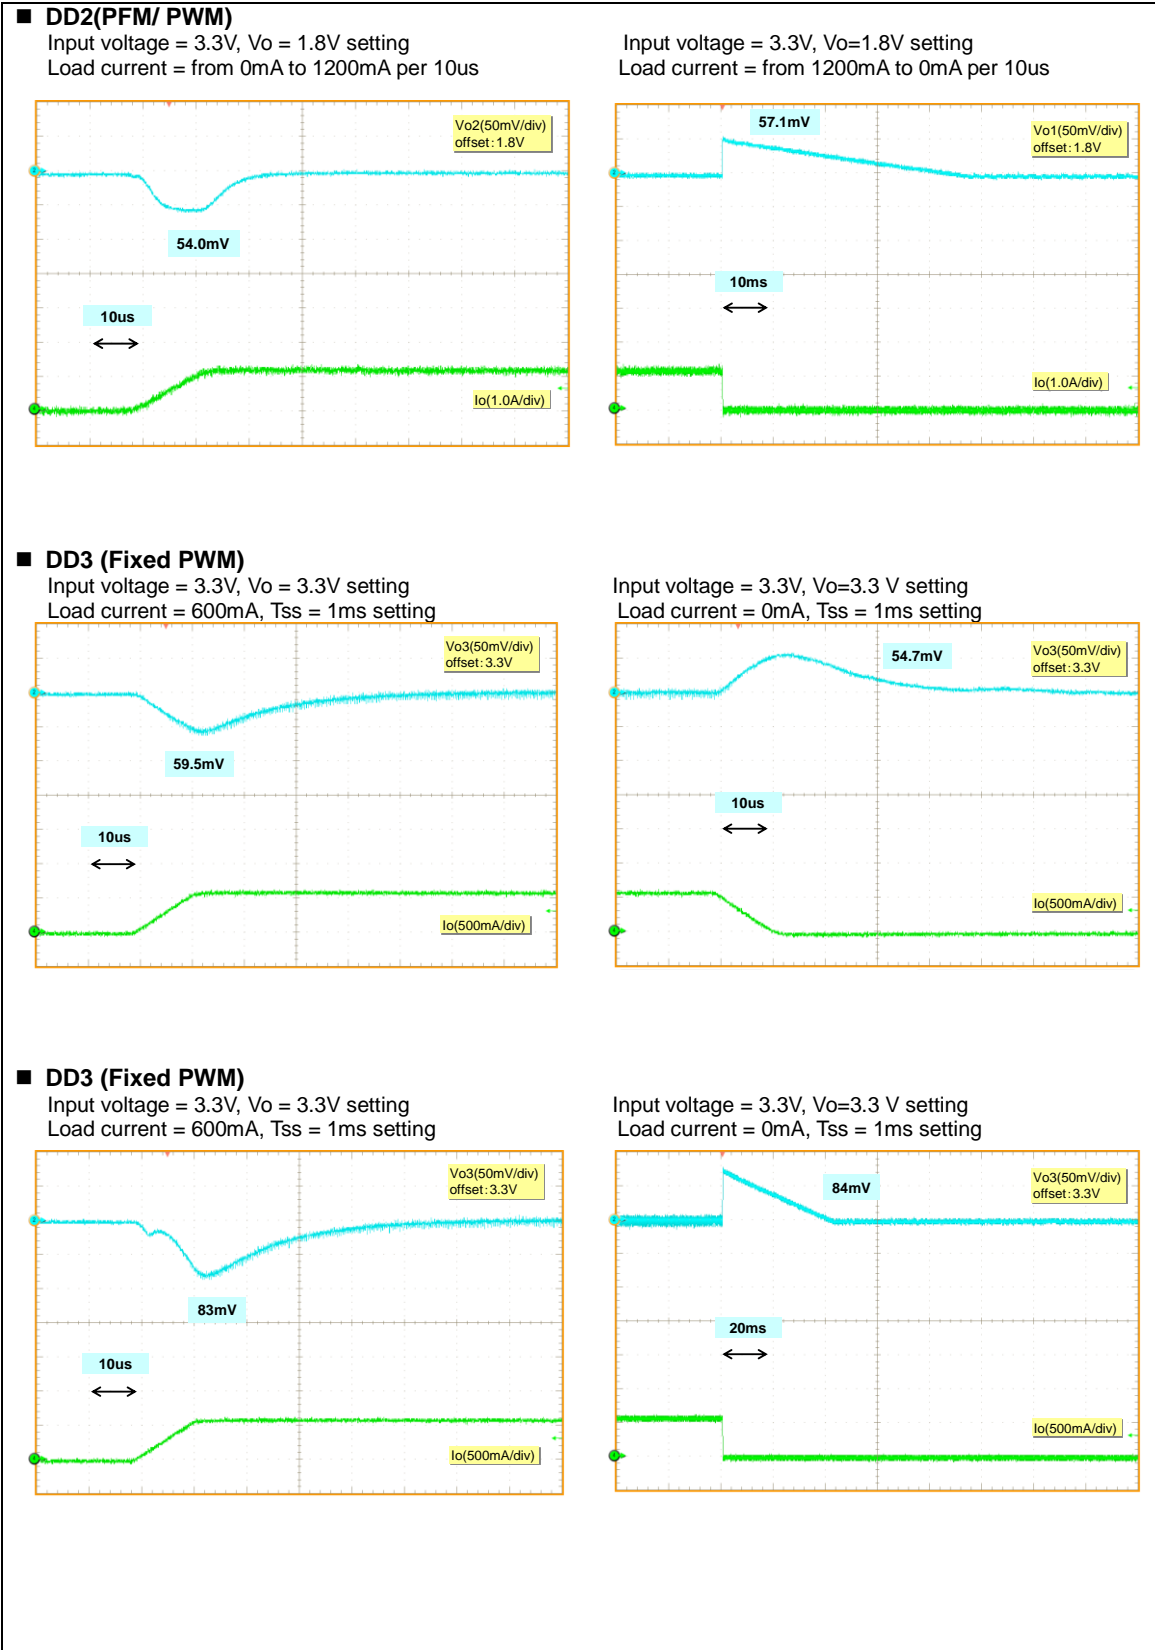 ■ DD2(PFM/ PWM)
Input voltage = 3.3V, Vo = 1.8V setting
Load current = from 0mA to 1200mA per 10us
Input voltage = 3.3V, Vo=1.8V setting
Load current = from 1200mA to 0mA per 10us
Vo2(50mV/div)
offset:1.8V
54.0mV
10us
Io(1.0A/div)
57.1mV
Vo1(50mV/div)
offset:1.8V
10ms
Io(1.0A/div)
■ DD3 (Fixed PWM)
Input voltage = 3.3V, Vo = 3.3V setting
Load current = 600mA, Tss = 1ms setting
Input voltage = 3.3V, Vo=3.3 V setting
Load current = 0mA, Tss = 1ms setting
Vo3(50mV/div)
offset:3.3V
59.5mV
10us
Io(500mA/div)
54.7mV
Vo3(50mV/div)
offset:3.3V
10us
Io(500mA/div)
■ DD3 (Fixed PWM)
Input voltage = 3.3V, Vo = 3.3V setting
Load current = 600mA, Tss = 1ms setting
Input voltage = 3.3V, Vo=3.3 V setting
Load current = 0mA, Tss = 1ms setting
Vo3(50mV/div)
offset:3.3V
83mV
10us
Io(500mA/div)
84mV
Vo3(50mV/div)
offset:3.3V
20ms
Io(500mA/div)